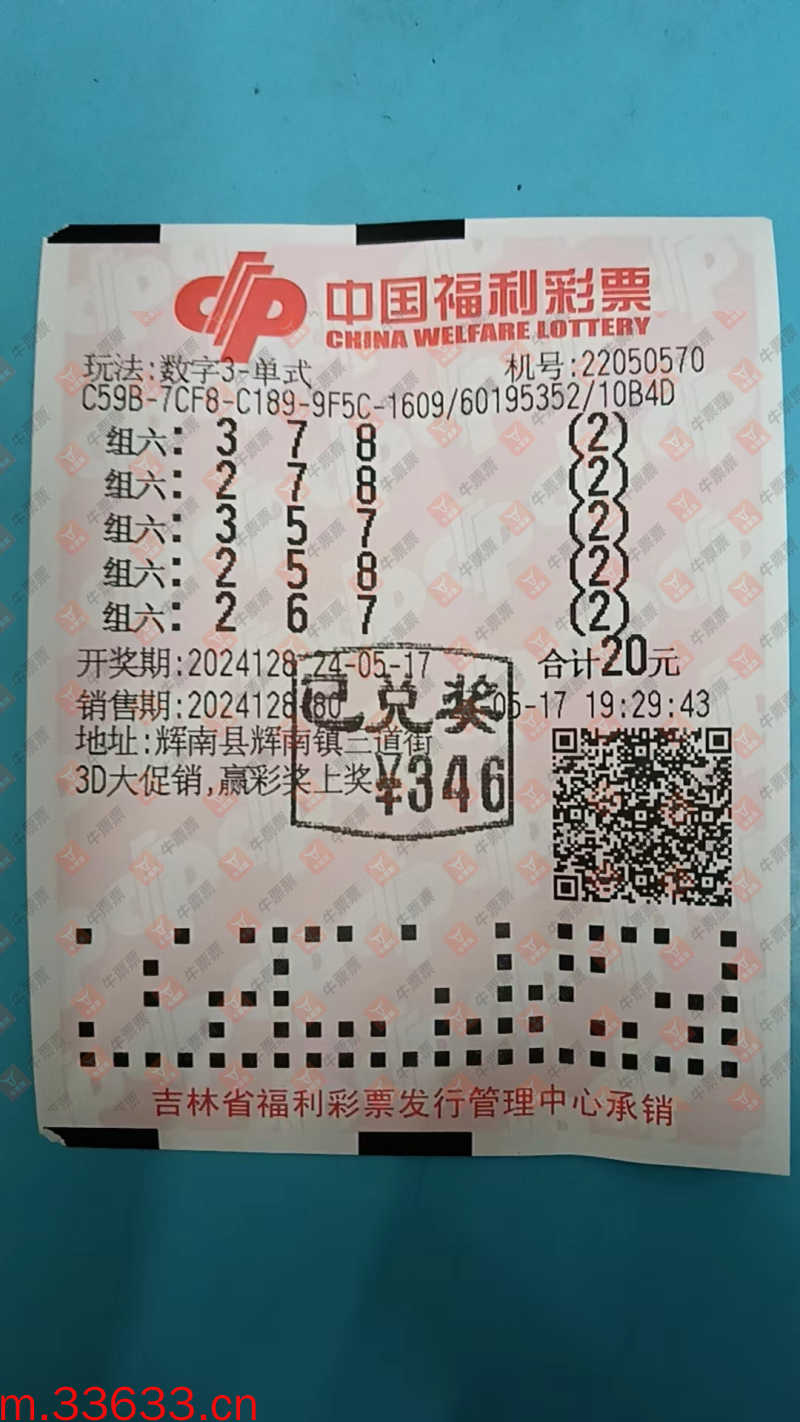 中国福利彩票
CHINA WELFARE LOTTERY
玩法:数字3-单式 机号:22050570
C59B-7CF8-C189-9F5C-1609/60195352/10B4D
组六: 3 7 8 (2)
组六: 2 7 8 (2)
组六: 3 5 7 (2)
组六: 2 5 8 (2)
组六: 2 6 7 (2)
开奖期:2024128 24-05-17 合计20元
销售期:2024128 80 05-17 19:29:43
已兑奖
地址:辉南县辉南镇三道街
¥346
3D大促销,赢彩奖上奖
吉林省福利彩票发行管理中心承销
牛票票
m.33633.cn